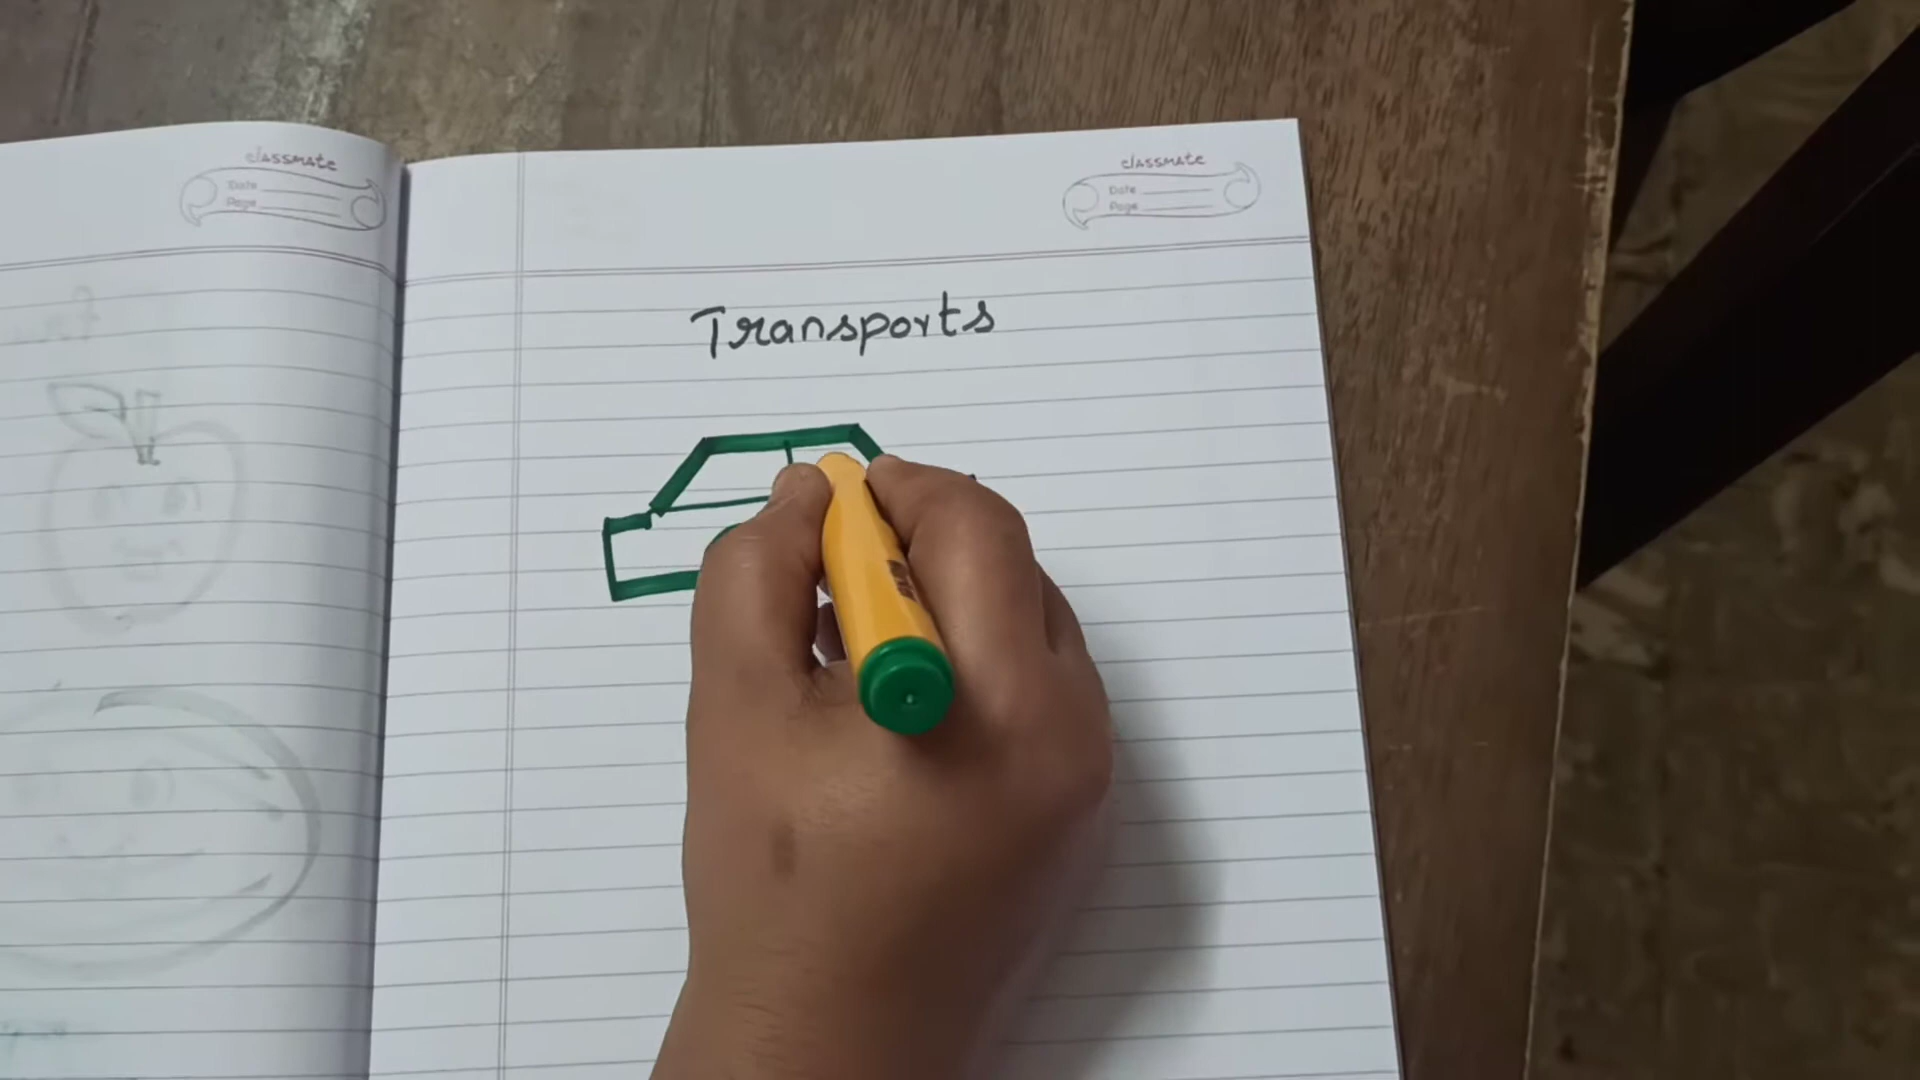 classmate
Date
Page
classmate
Date
Page
Transports